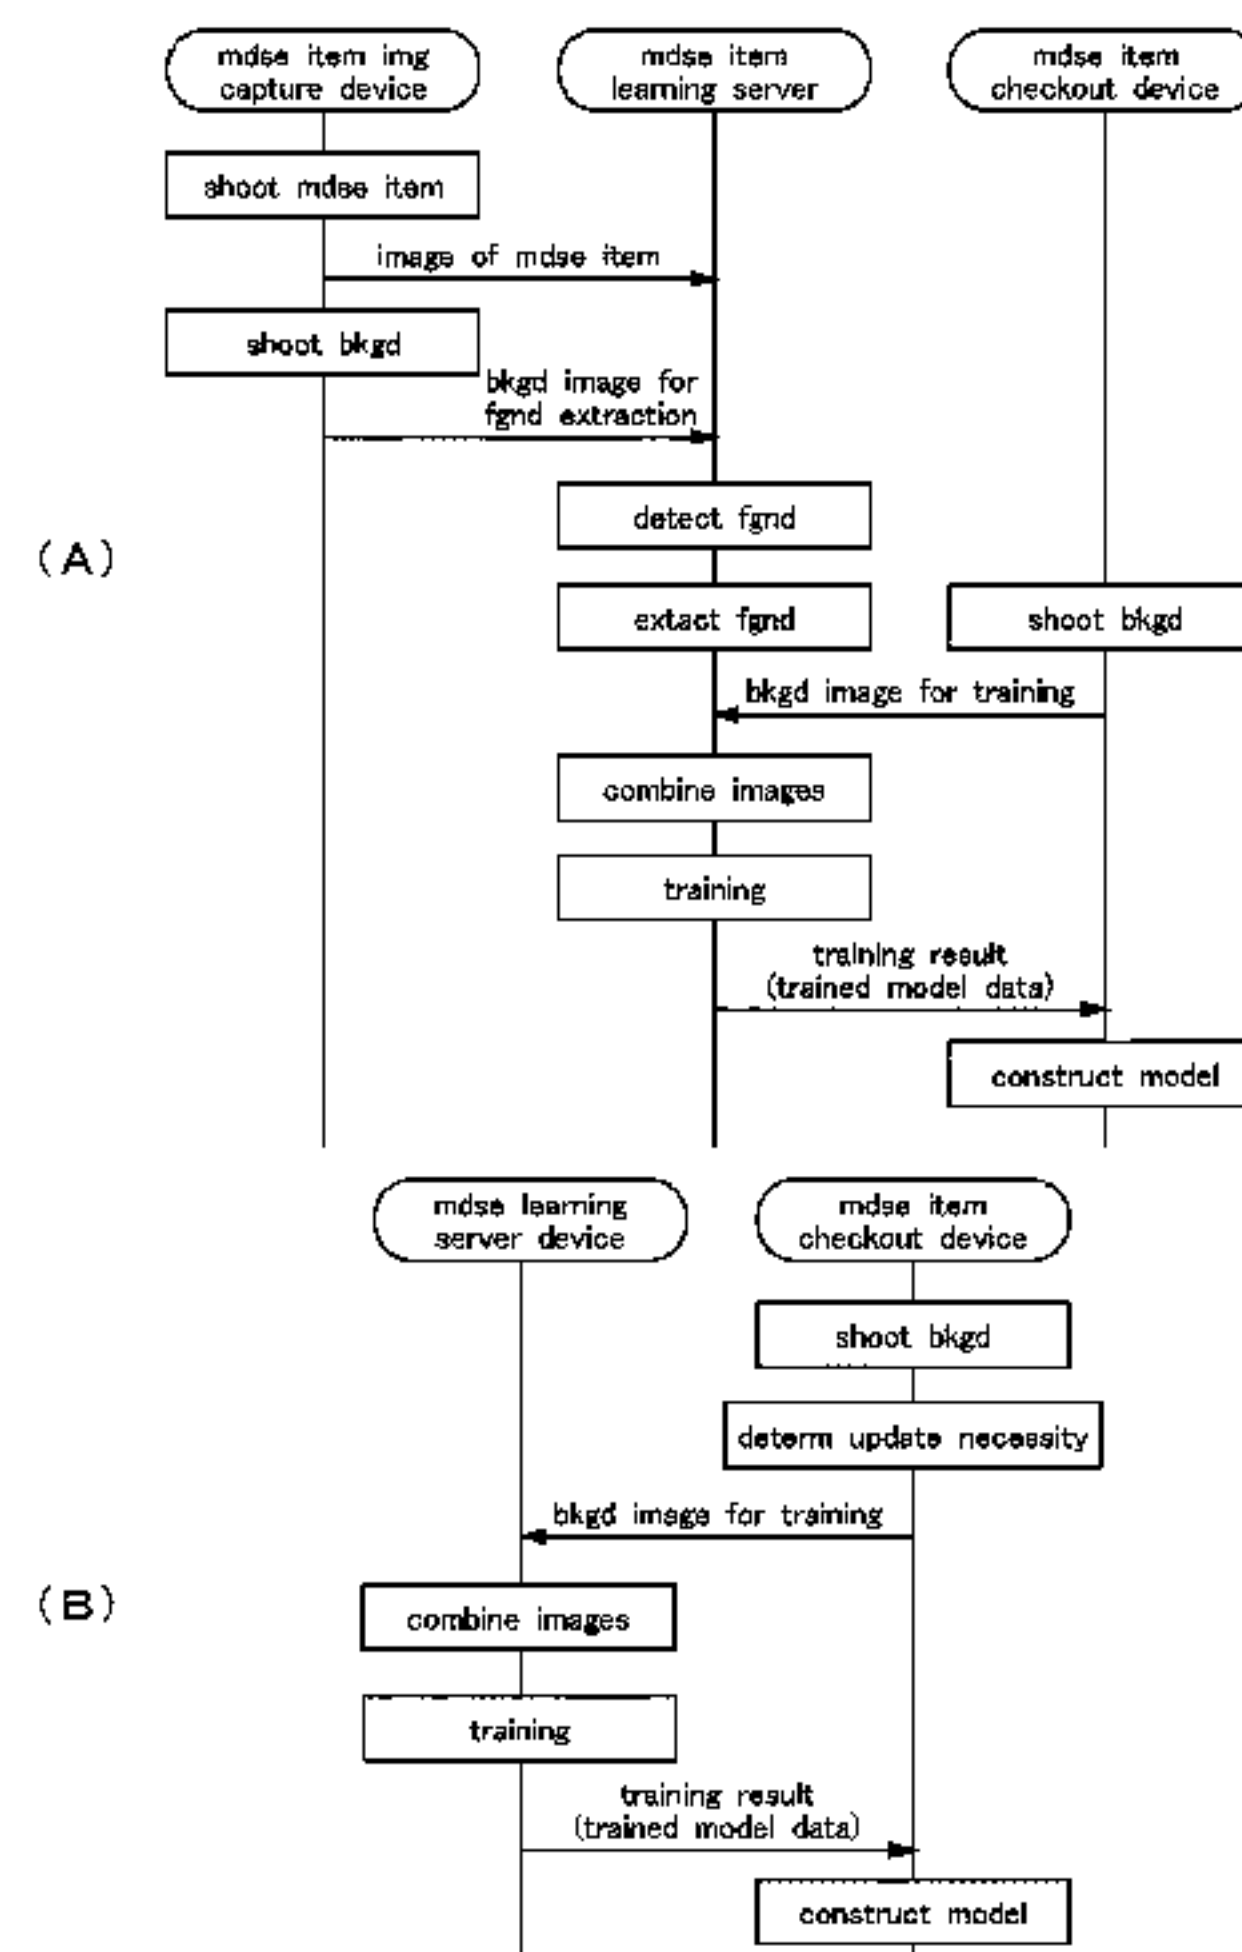 mdse item img
capture device
mdse item
learning server
mdse item
checkout device
shoot mdse item
image of mdse item
shoot bkgd
bkgd image for
fgnd extraction
detect fgnd
(A)
extact fgnd
shoot bkgd
bkgd image for training
combine images
training
training result
(trained model data)
construct model
mdse learning
server device
mdse item
checkout device
shoot bkgd
determ update necessity
bkgd image for training
(B)
combine images
training
training result
(trained model data)
construct model